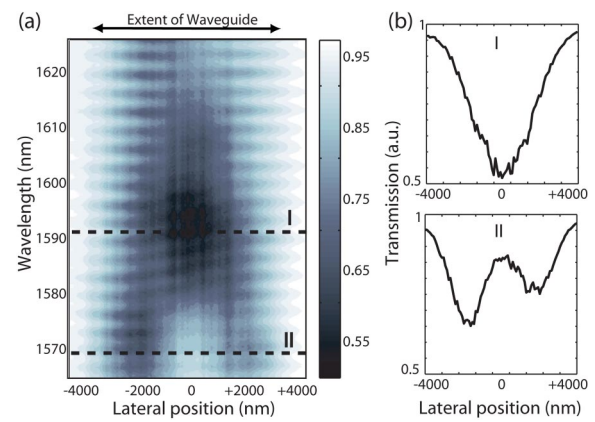 (a)
Extent of Waveguide
Wavelength (nm)
1620
1610
1600
1590
1580
1570
I
II
-4000 -2000 0 +2000 +4000
Lateral position (nm)
0.95
0.85
0.75
0.65
0.55
(b)
Transmission (a.u.)
1
I
0.5
-4000 0 +4000
1
II
0.5
-4000 0 +4000
Lateral position (nm)